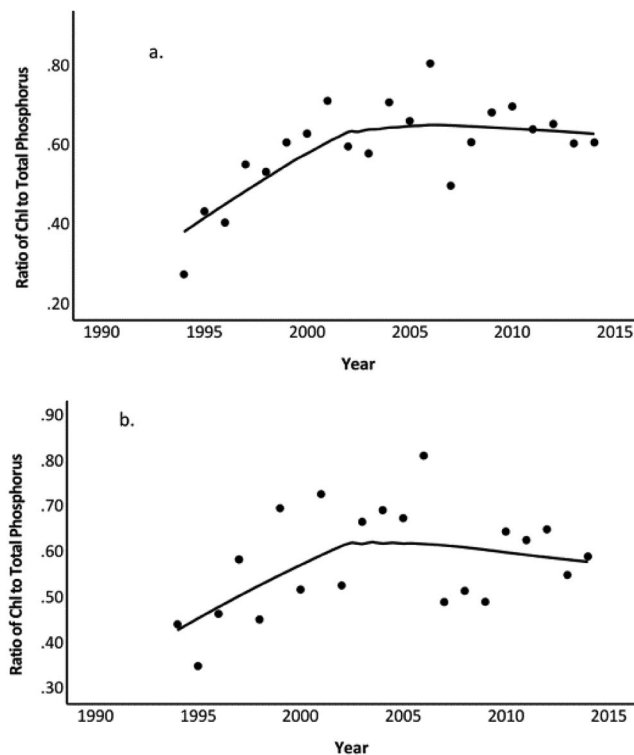 a.
Ratio of Chl to Total Phosphorus
.80
.60
.40
.20
1990 1995 2000 2005 2010 2015
Year
b.
Ratio of Chl to Total Phosphorus
.90
.80
.70
.60
.50
.40
.30
1990 1995 2000 2005 2010 2015
Year